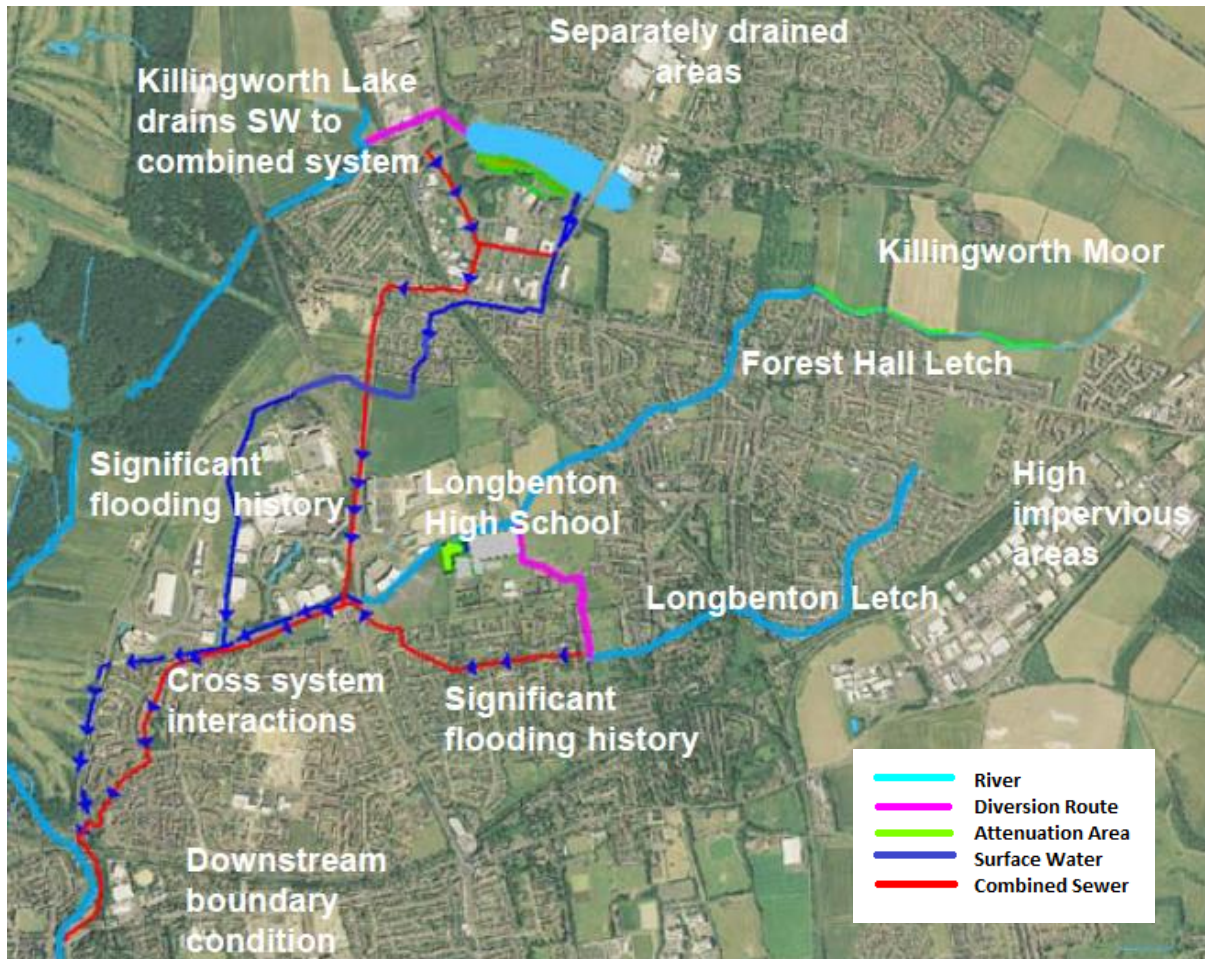 Separately drained
areas
Killingworth Lake
drains SW to
combined system
Killingworth Moor
Forest Hall Letch
Significant
flooding history
Longbenton
High School
High
impervious
areas
Longbenton Letch
Cross system
interactions
Significant
flooding history
Downstream
boundary
condition
River
Diversion Route
Attenuation Area
Surface Water
Combined Sewer